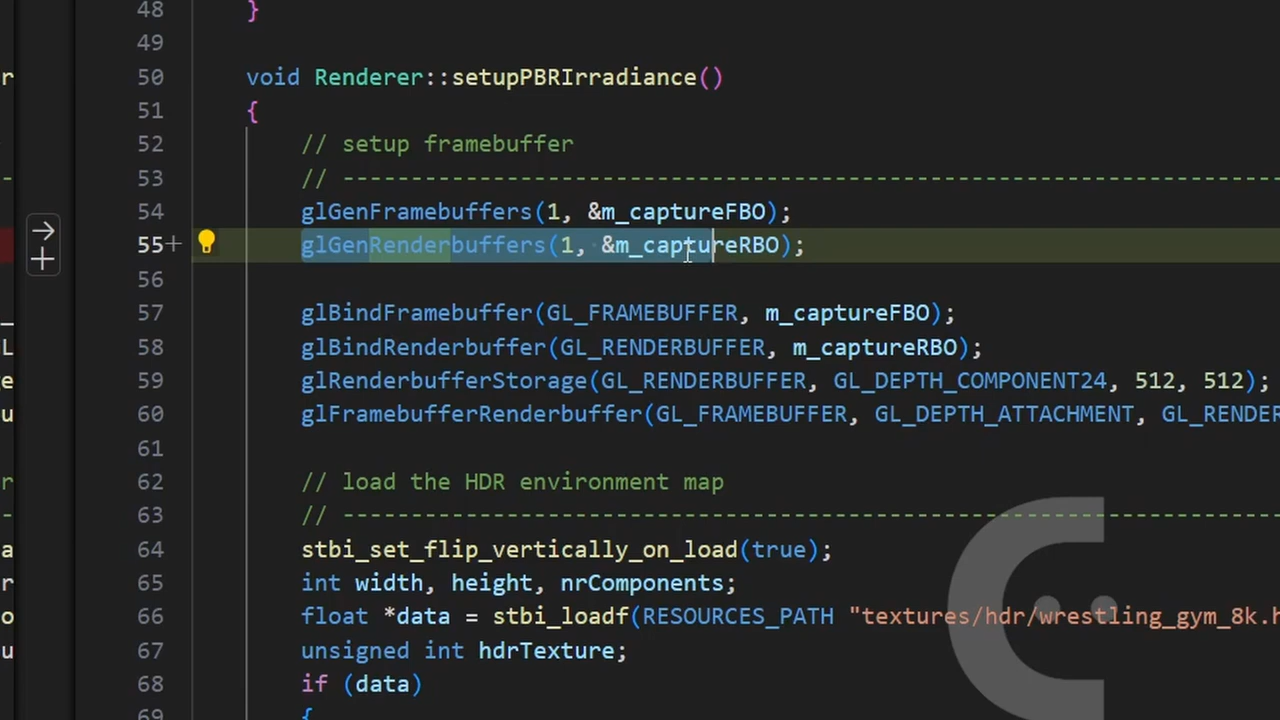 48 }
49
50 void Renderer::setupPBRIrradiance()
51 {
52 // setup framebuffer
53 // --------------------------------------------------------------------
54 glGenFramebuffers(1, &m_captureFBO);
55 glGenRenderbuffers(1, &m_captureRBO);
56
57 glBindFramebuffer(GL_FRAMEBUFFER, m_captureFBO);
58 glBindRenderbuffer(GL_RENDERBUFFER, m_captureRBO);
59 glRenderbufferStorage(GL_RENDERBUFFER, GL_DEPTH_COMPONENT24, 512, 512);
60 glFramebufferRenderbuffer(GL_FRAMEBUFFER, GL_DEPTH_ATTACHMENT, GL_RENDER
61
62 // load the HDR environment map
63 // --------------------------------------------------------------------
64 stbi_set_flip_vertically_on_load(true);
65 int width, height, nrComponents;
66 float *data = stbi_loadf(RESOURCES_PATH "textures/hdr/wrestling_gym_8k.h
67 unsigned int hdrTexture;
68 if (data)
69 {